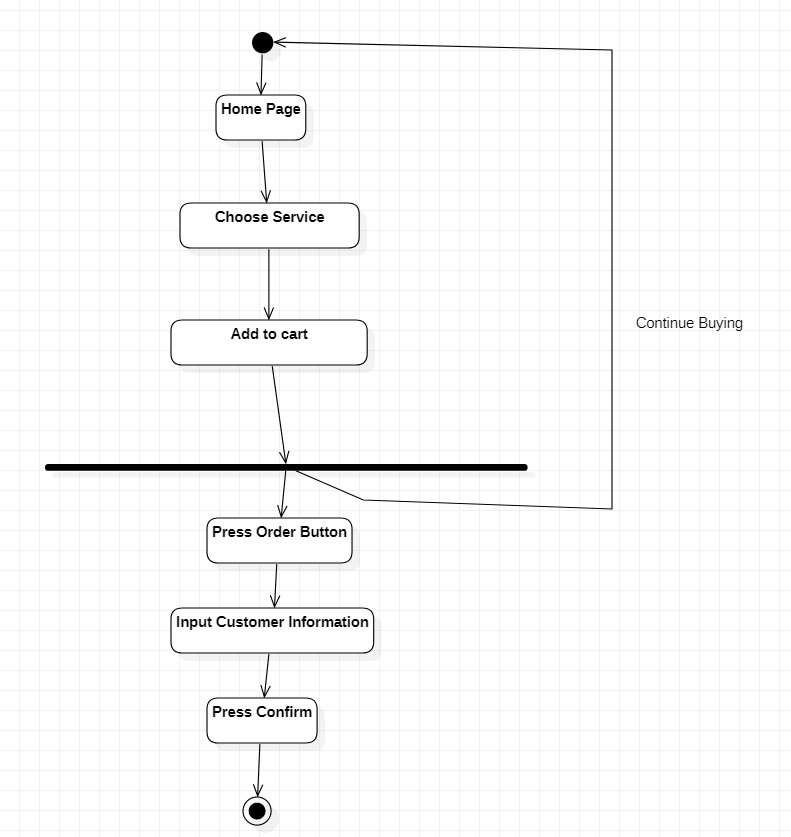 Home Page
Choose Service
Continue Buying
Add to cart
Press Order Button
Input Customer Information
Press Confirm